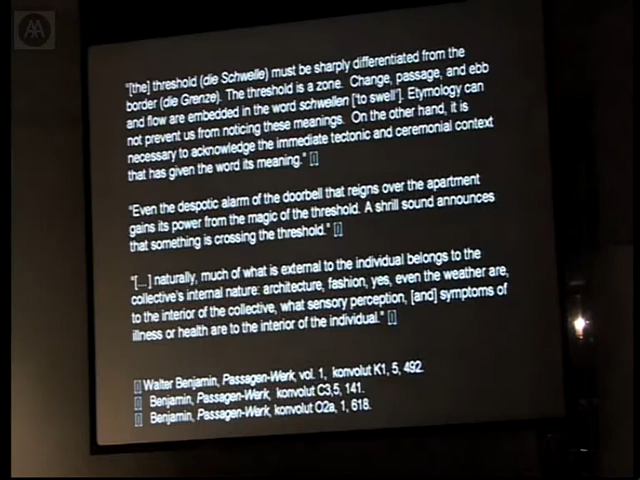 AA
"[the] threshold (die Schwelle) must be sharply differentiated from the
border (die Grenze). The threshold is a zone. Change, passage, and ebb
and flow are embedded in the word schwellen ['to swell']. Etymology can
not prevent us from noticing these meanings. On the other hand, it is
necessary to acknowledge the immediate tectonic and ceremonial context
that has given the word its meaning." [i]
"Even the despotic alarm of the doorbell that reigns over the apartment
gains its power from the magic of the threshold. A shrill sound announces
that something is crossing the threshold." [i]
"[...] naturally, much of what is external to the individual belongs to the
collective's internal nature: architecture, fashion, yes, even the weather are,
to the interior of the collective, what sensory perception, [and] symptoms of
illness or health are to the interior of the individual." [i]
[i] Walter Benjamin, Passagen-Werk, vol. 1, konvolut K1, 5, 492.
[i] Benjamin, Passagen-Werk, konvolut C3,5, 141.
[i] Benjamin, Passagen-Werk, konvolut O2a, 1, 618.